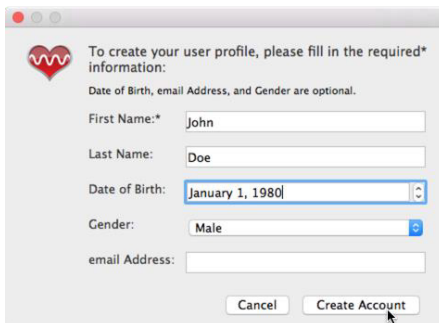 To create your user profile, please fill in the required*
information:
Date of Birth, email Address, and Gender are optional.
First Name:* John
Last Name: Doe
Date of Birth: January 1, 1980
Gender: Male
email Address:
Cancel Create Account